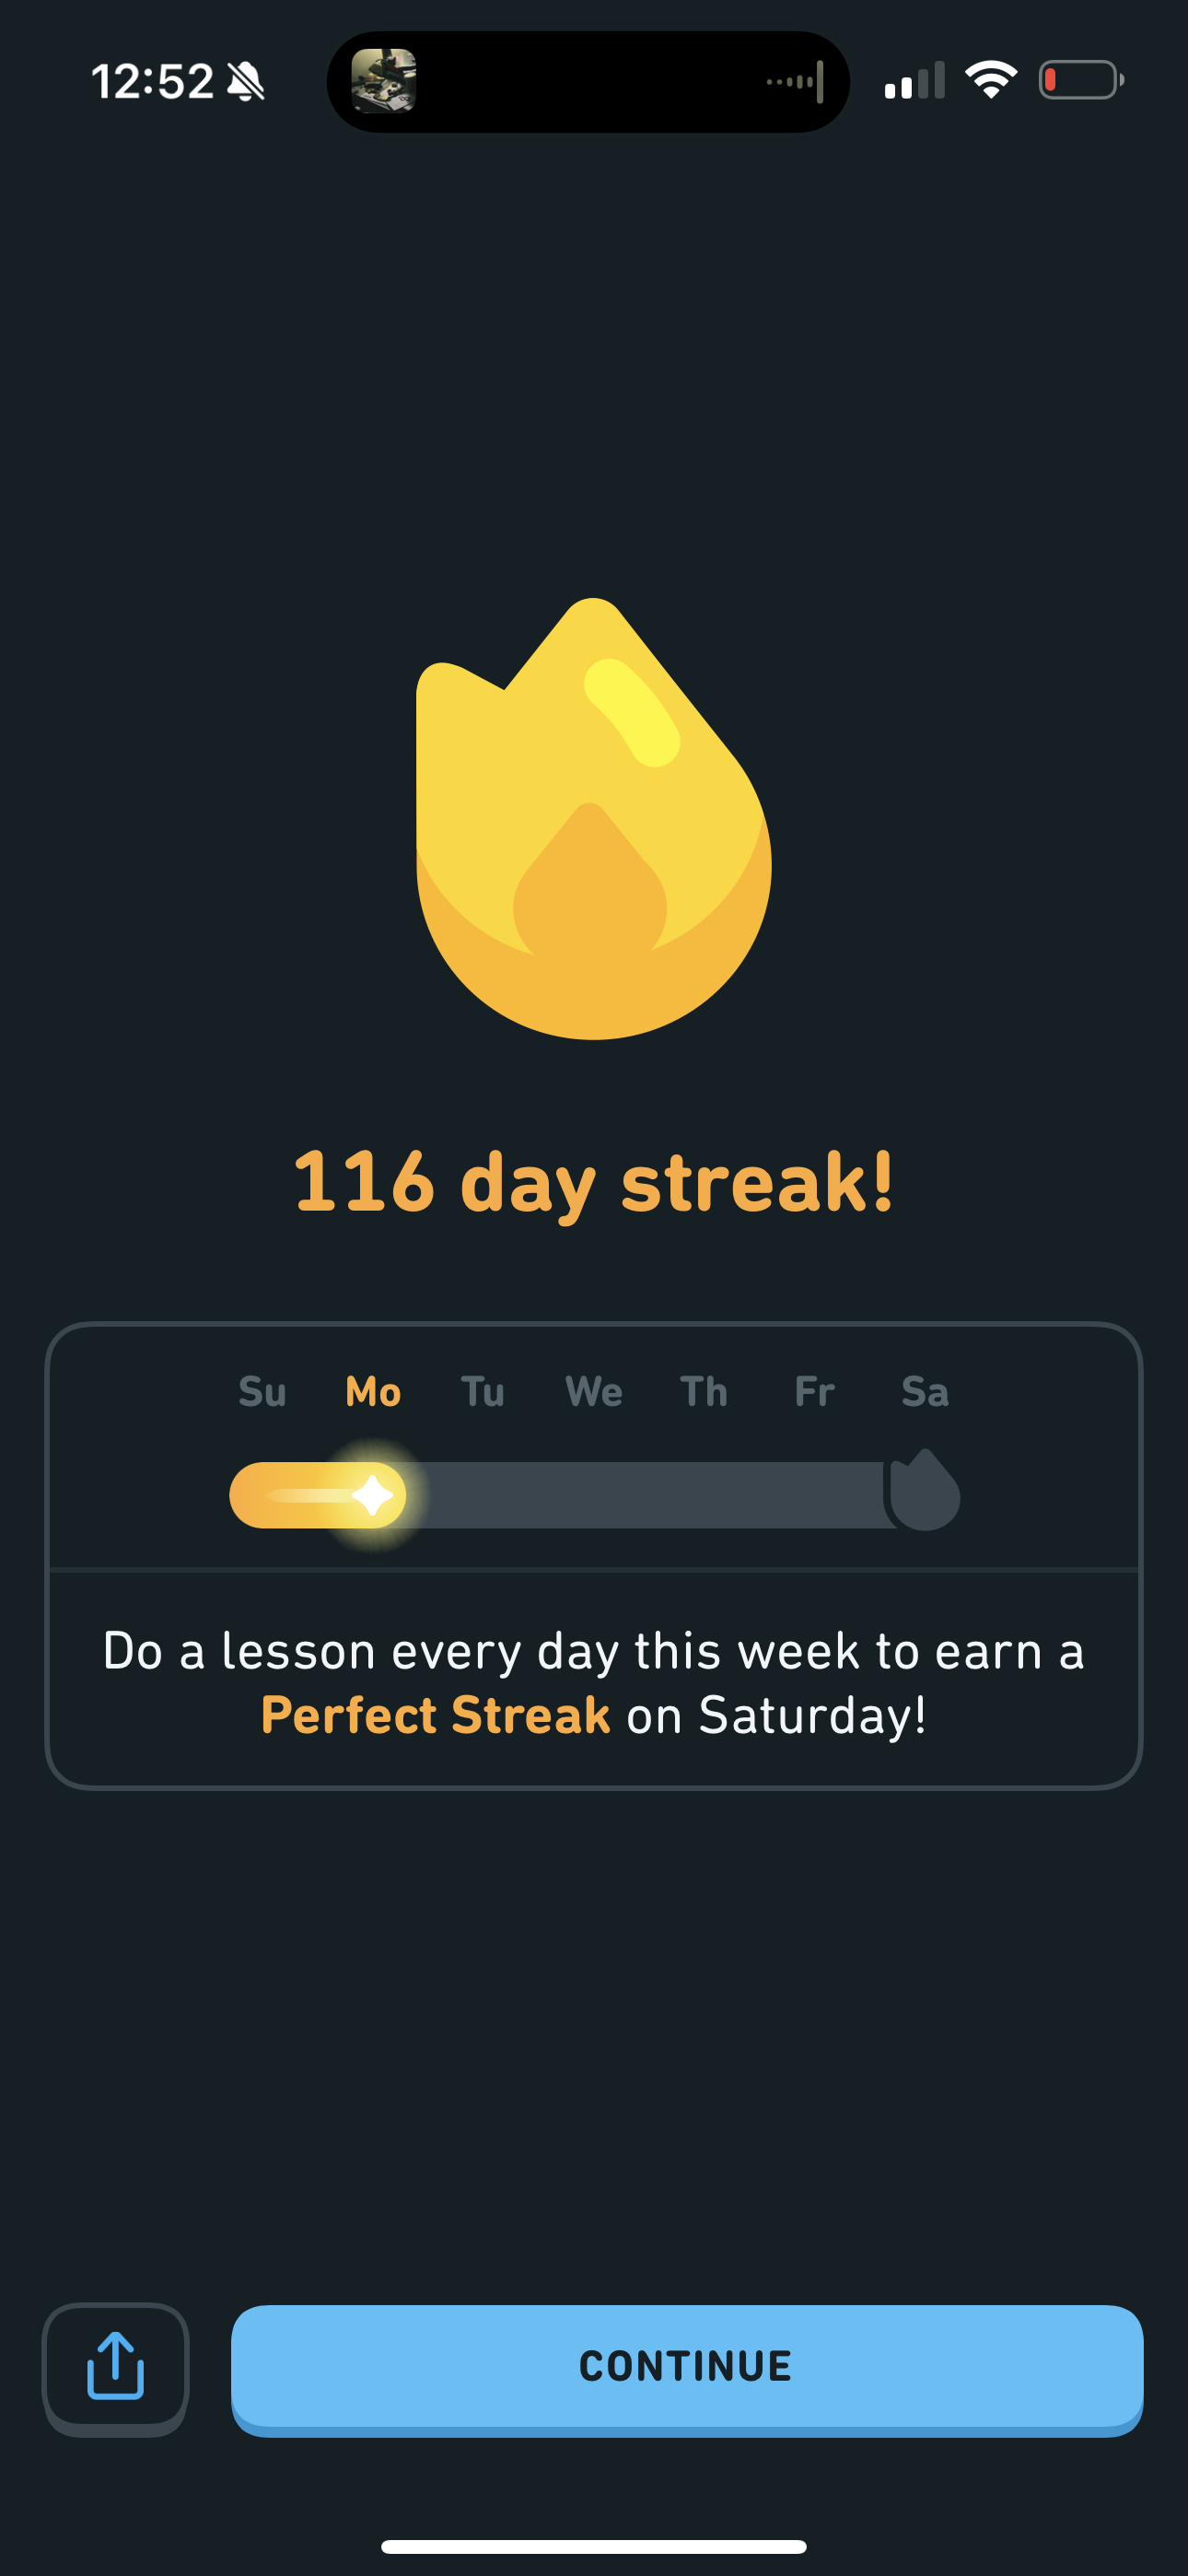 12:52
116 day streak!
Su Mo Tu We Th Fr Sa
Do a lesson every day this week to earn a
Perfect Streak on Saturday!
CONTINUE